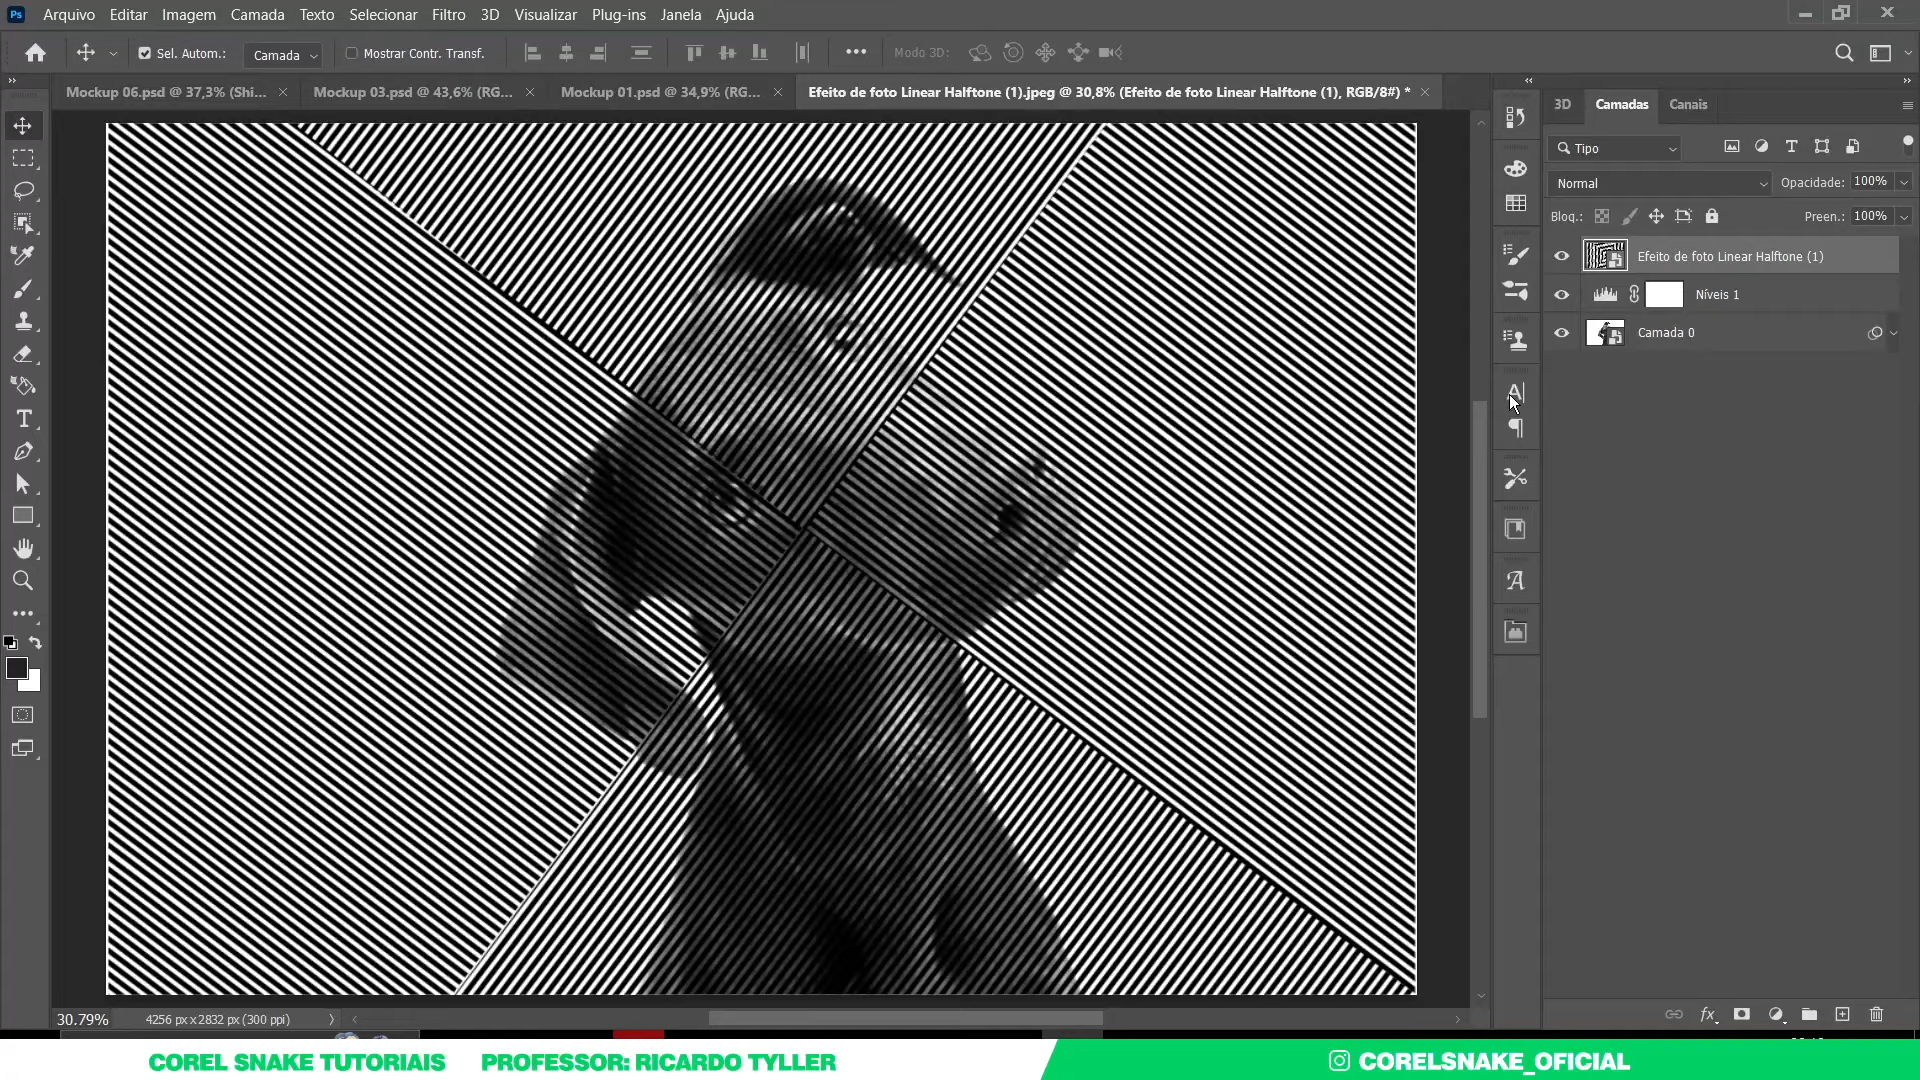 Ps Arquivo Editar Imagem Camada Texto Selecionar Filtro 3D Visualizar Plug-ins Janela Ajuda
Sel. Autom.: Camada Mostrar Contr. Transf. Modo 3D:
Mockup 06.psd @ 37,3% (Shi... Mockup 03.psd @ 43,6% (RG... Mockup 01.psd @ 34,9% (RG... Efeito de foto Linear Halftone (1).jpeg @ 30,8% (Efeito de foto Linear Halftone (1), RGB/8#) *
3D Camadas Canais
Tipo
Normal Opacidade: 100%
Bloq.: Preen.: 100%
Efeito de foto Linear Halftone (1)
Níveis 1
Camada 0
30.79% 4256 px x 2832 px (300 ppi)
COREL SNAKE TUTORIAIS PROFESSOR: RICARDO TYLLER CORELSNAKE_OFICIAL